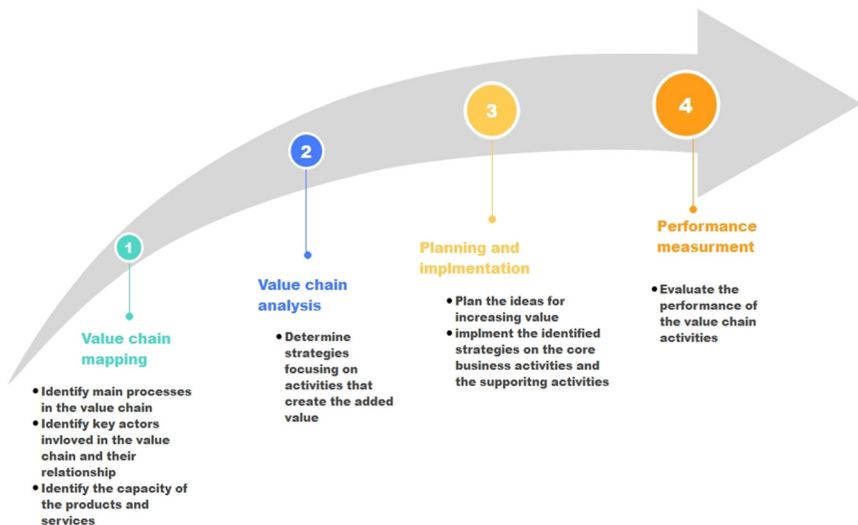 1
Value chain
mapping
• Identify main processes
in the value chain
• Identify key actors
invloved in the value
chain and their
relationship
• Identify the capacity of
the products and
services
2
Value chain
analysis
• Determine
strategies
focusing on
activities that
create the added
value
3
Planning and
implmentation
• Plan the ideas for
increasing value
• implment the identified
strategies on the core
business activities and
the supporitng activities
4
Performance
measurment
• Evaluate the
performance of
the value chain
activities